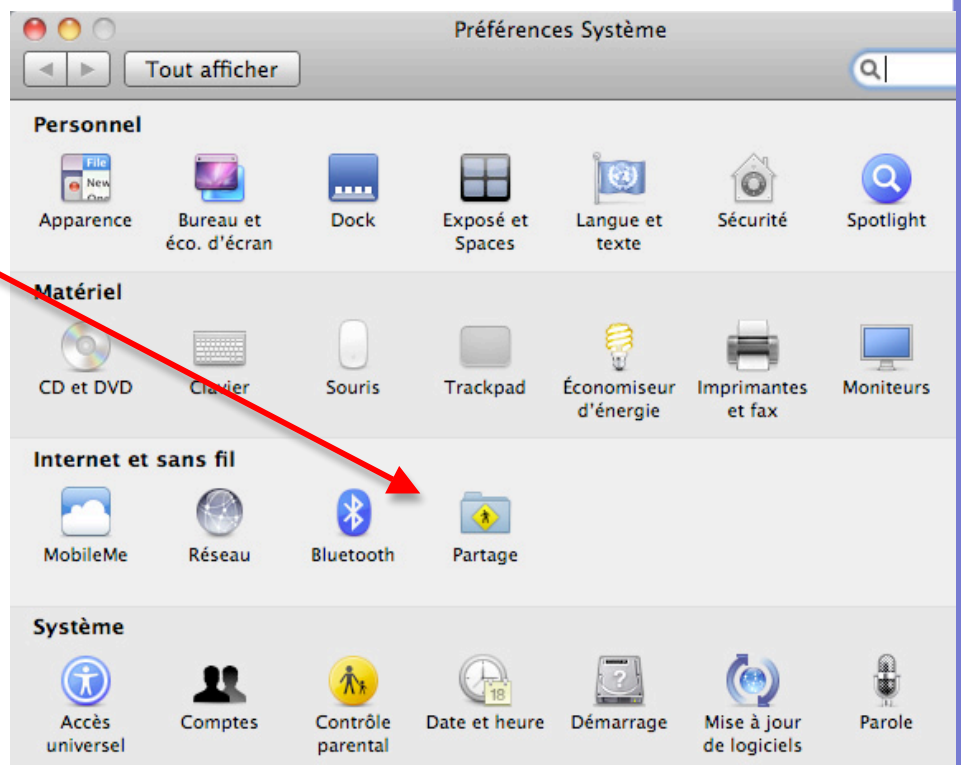 Préférences Système
Tout afficher
Personnel
File
New
Apparence
Bureau et
éco. d'écran
Dock
Exposé et
Spaces
Langue et
texte
Sécurité
Spotlight
Matériel
CD et DVD
Clavier
Souris
Trackpad
Économiseur
d'énergie
Imprimantes
et fax
Moniteurs
Internet et sans fil
MobileMe
Réseau
Bluetooth
Partage
Système
Accès
universel
Comptes
Contrôle
parental
18
Date et heure
?
Démarrage
Mise à jour
de logiciels
Parole